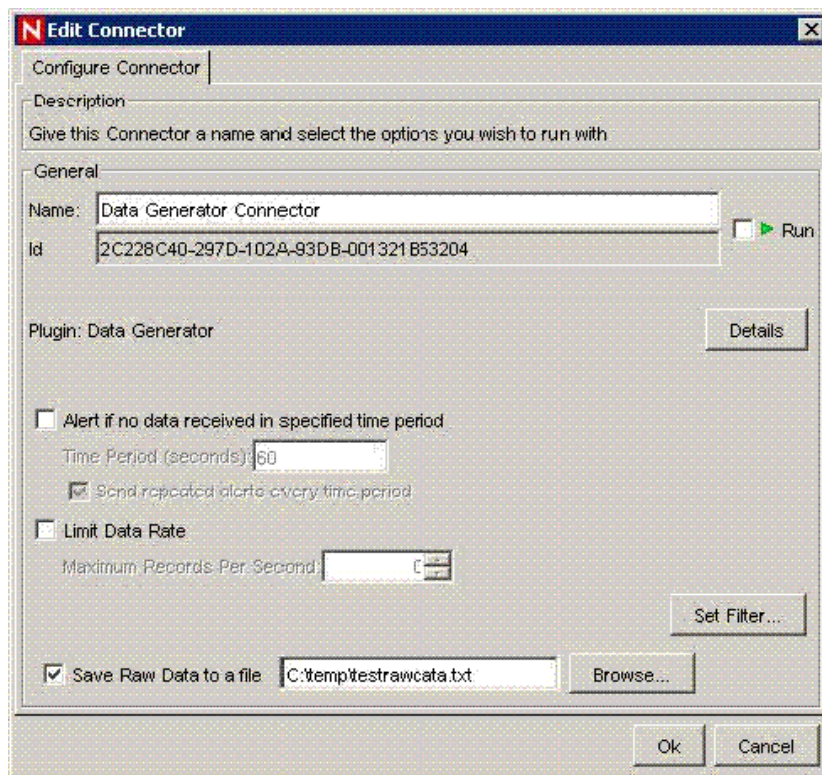 N Edit Connector
Configure Connector
Description
Give this Connector a name and select the options you wish to run with
General
Name: Data Generator Connector
Run
Id 2C228C40-297D-102A-93DB-001321B53204
Plugin: Data Generator
Details
Alert if no data received in specified time period
Time Period (seconds): 60
Send repeated alerts every time period
Limit Data Rate
Maximum Records Per Second: 0
Set Filter...
Save Raw Data to a file C:\temp\testrawcata.txt Browse...
Ok Cancel